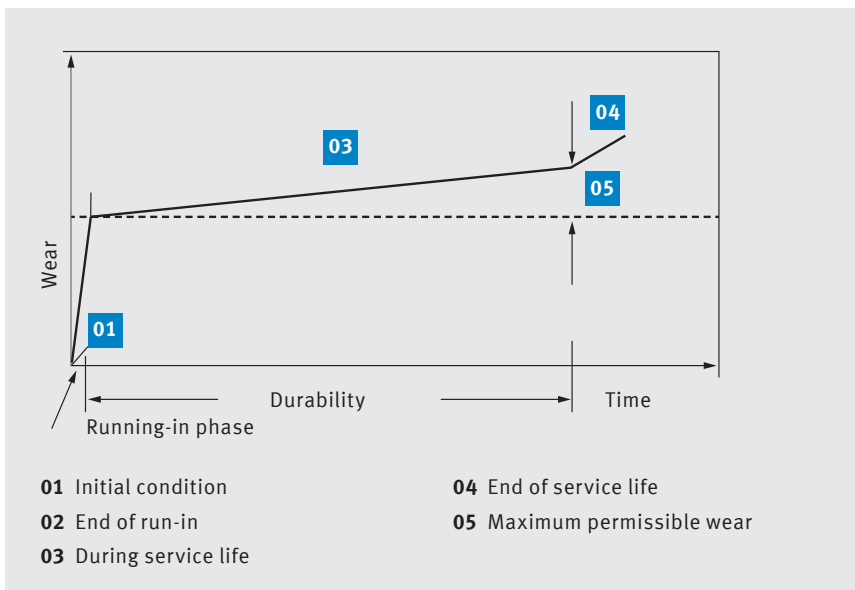 04
03
05
Wear
01
Durability
Time
Running-in phase
01 Initial condition
02 End of run-in
03 During service life
04 End of service life
05 Maximum permissible wear